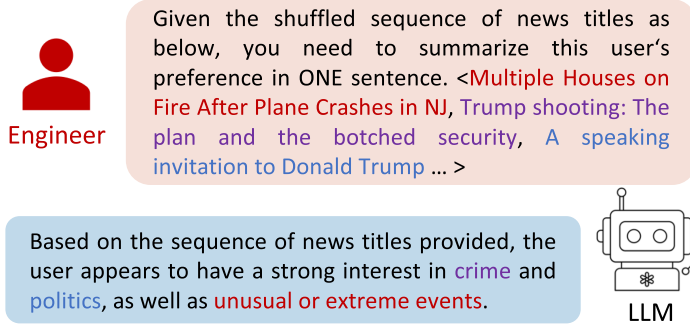 Given the shuffled sequence of news titles as
below, you need to summarize this user‘s
preference in ONE sentence. <Multiple Houses on
Fire After Plane Crashes in NJ, Trump shooting: The
plan and the botched security, A speaking
invitation to Donald Trump ... >
Engineer
Based on the sequence of news titles provided, the
user appears to have a strong interest in crime and
politics, as well as unusual or extreme events.
LLM